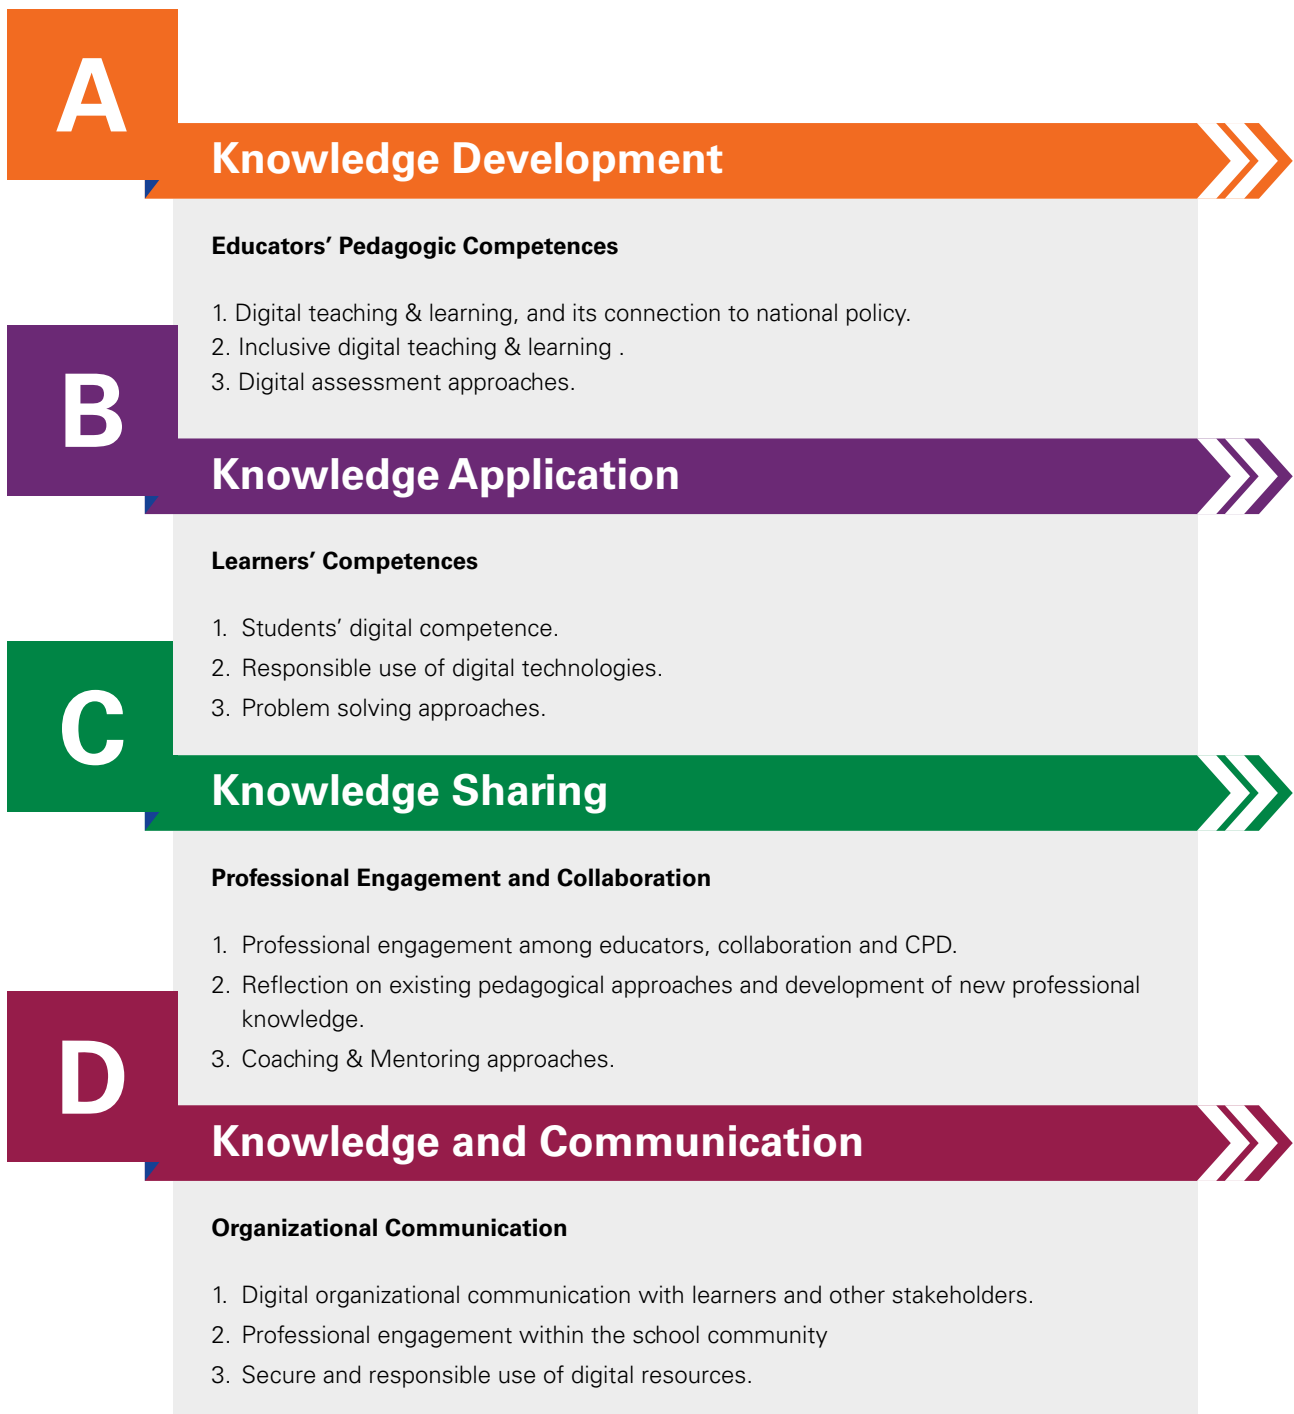 A
Knowledge Development
Educators’ Pedagogic Competences
1. Digital teaching & learning, and its connection to national policy.
2. Inclusive digital teaching & learning .
3. Digital assessment approaches.
B
Knowledge Application
Learners’ Competences
1. Students’ digital competence.
2. Responsible use of digital technologies.
3. Problem solving approaches.
C
Knowledge Sharing
Professional Engagement and Collaboration
1. Professional engagement among educators, collaboration and CPD.
2. Reflection on existing pedagogical approaches and development of new professional
knowledge.
3. Coaching & Mentoring approaches.
D
Knowledge and Communication
Organizational Communication
1. Digital organizational communication with learners and other stakeholders.
2. Professional engagement within the school community
3. Secure and responsible use of digital resources.